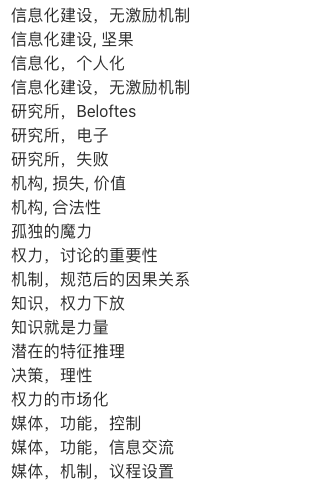 信息化建设，无激励机制
信息化建设, 坚果
信息化，个人化
信息化建设，无激励机制
研究所，Beloftes
研究所，电子
研究所，失败
机构, 损失, 价值
机构, 合法性
孤独的魔力
权力，讨论的重要性
机制，规范后的因果关系
知识，权力下放
知识就是力量
潜在的特征推理
决策，理性
权力的市场化
媒体，功能，控制
媒体，功能，信息交流
媒体，机制，议程设置